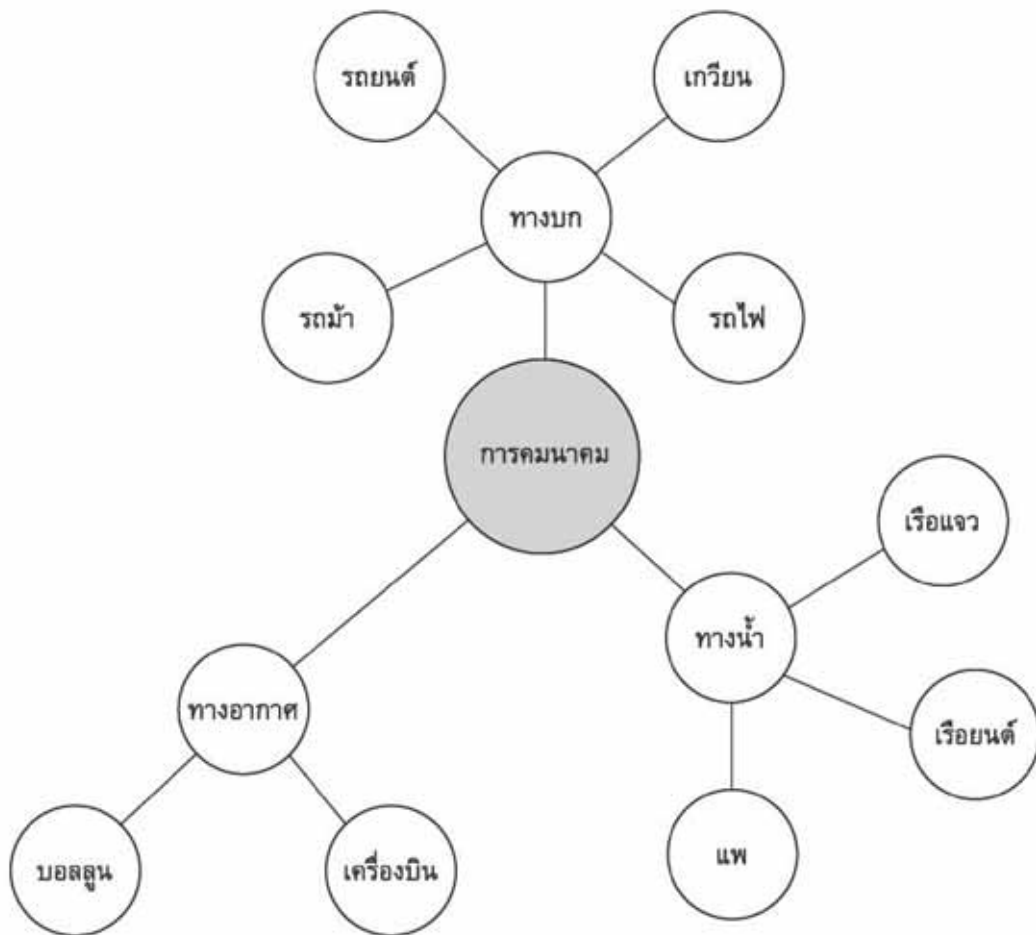 รถยนต์
เกวียน
ทางบก
รถม้า
รถไฟ
การคมนาคม
เรือแจว
ทางน้ำ
ทางอากาศ
เรือยนต์
บอลลูน
เครื่องบิน
แพ